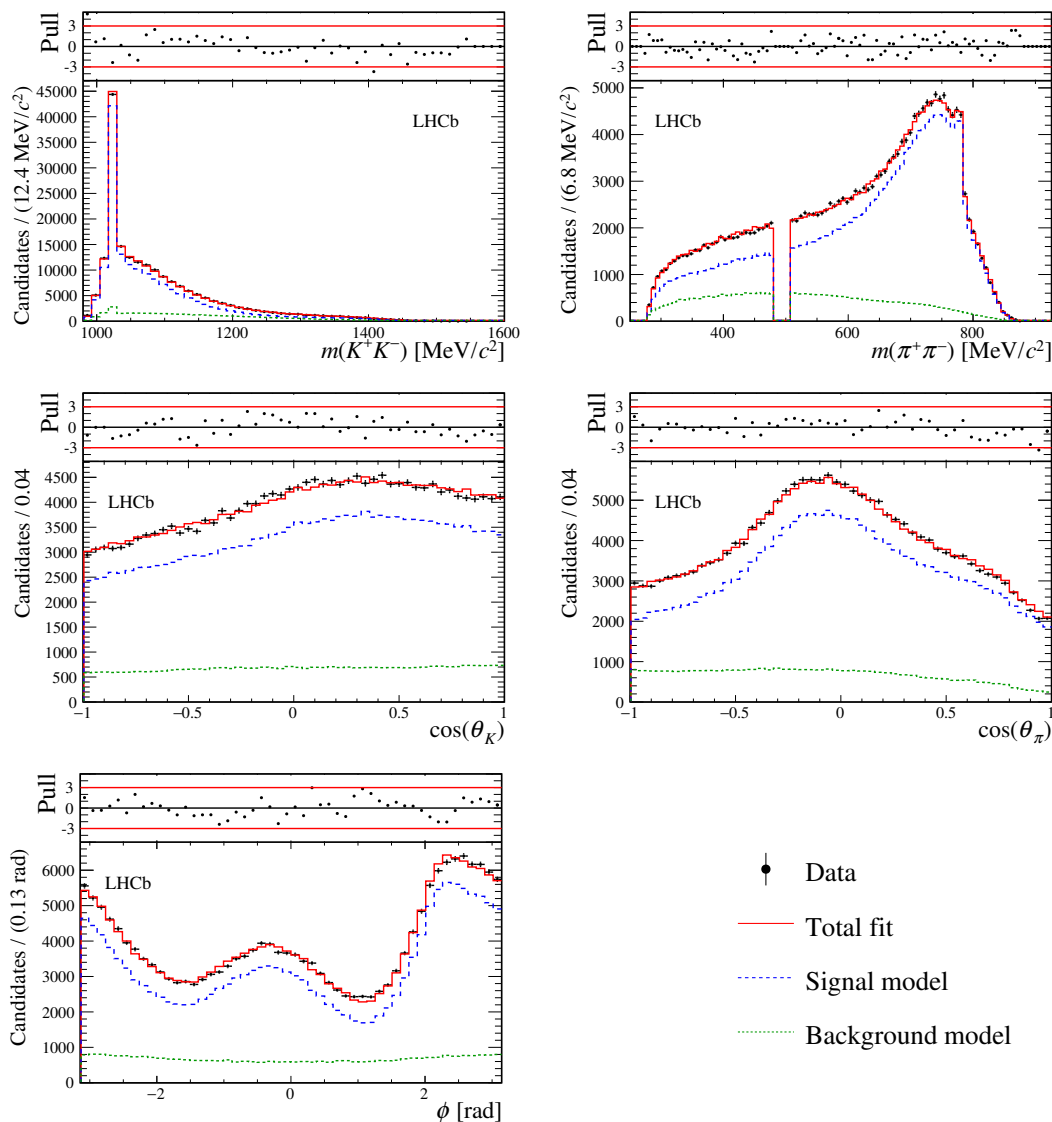 Pull
3
0
−3
Candidates / (12.4 MeV/c²)
45000
40000
35000
30000
25000
20000
15000
10000
5000
0
LHCb
1000 1200 1400 1600
m(K⁺K⁻) [MeV/c²]
Pull
3
0
−3
Candidates / (6.8 MeV/c²)
5000
4000
3000
2000
1000
0
LHCb
400 600 800
m(π⁺π⁻) [MeV/c²]
Pull
3
0
−3
Candidates / 0.04
4500
4000
3500
3000
2500
2000
1500
1000
500
0
LHCb
−1 −0.5 0 0.5 1
cos(θ_K)
Pull
3
0
−3
Candidates / 0.04
5000
4000
3000
2000
1000
0
LHCb
−1 −0.5 0 0.5 1
cos(θ_π)
Pull
3
0
−3
Candidates / (0.13 rad)
6000
5000
4000
3000
2000
1000
0
LHCb
−2 0 2
ϕ [rad]
Data
Total fit
Signal model
Background model